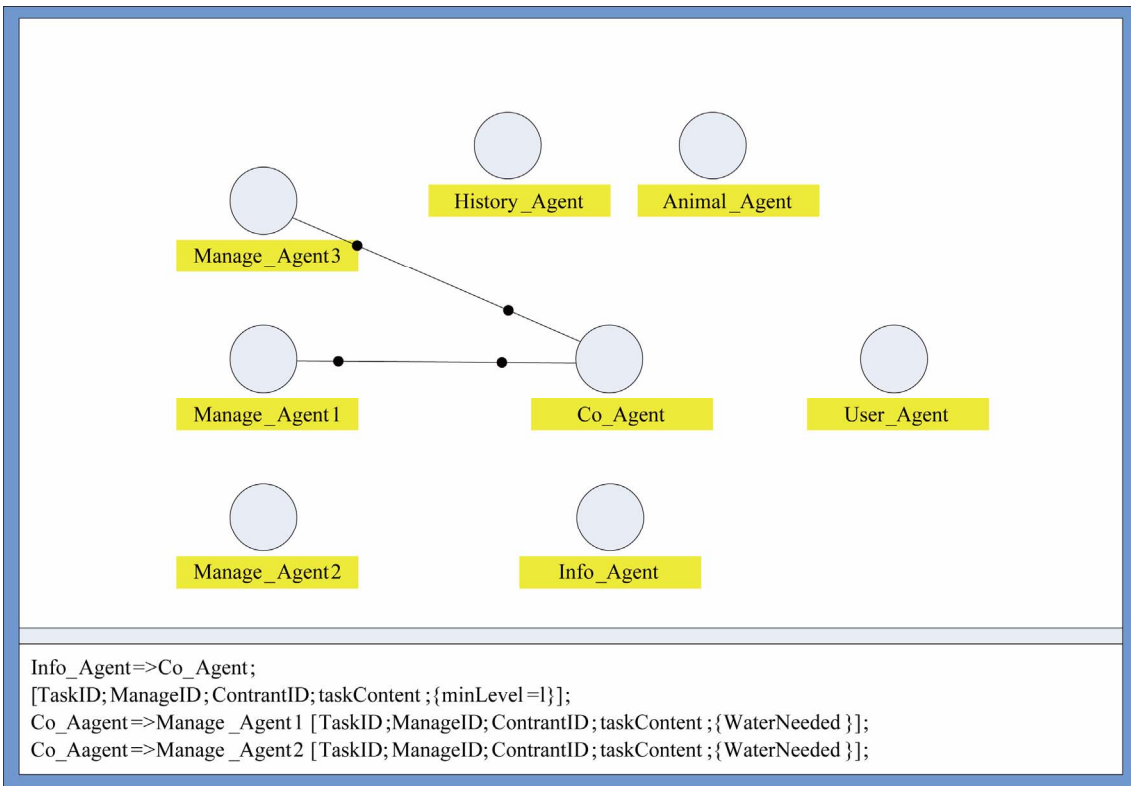 History_Agent
Animal_Agent
Manage_Agent3
Manage_Agent1
Co_Agent
User_Agent
Manage_Agent2
Info_Agent
Info_Agent=>Co_Agent;
[TaskID;ManageID;ContrantID;taskContent;{minLevel=l}];
Co_Aagent=>Manage_Agent1 [TaskID;ManageID;ContrantID;taskContent;{WaterNeeded}];
Co_Aagent=>Manage_Agent2 [TaskID;ManageID;ContrantID;taskContent;{WaterNeeded}];